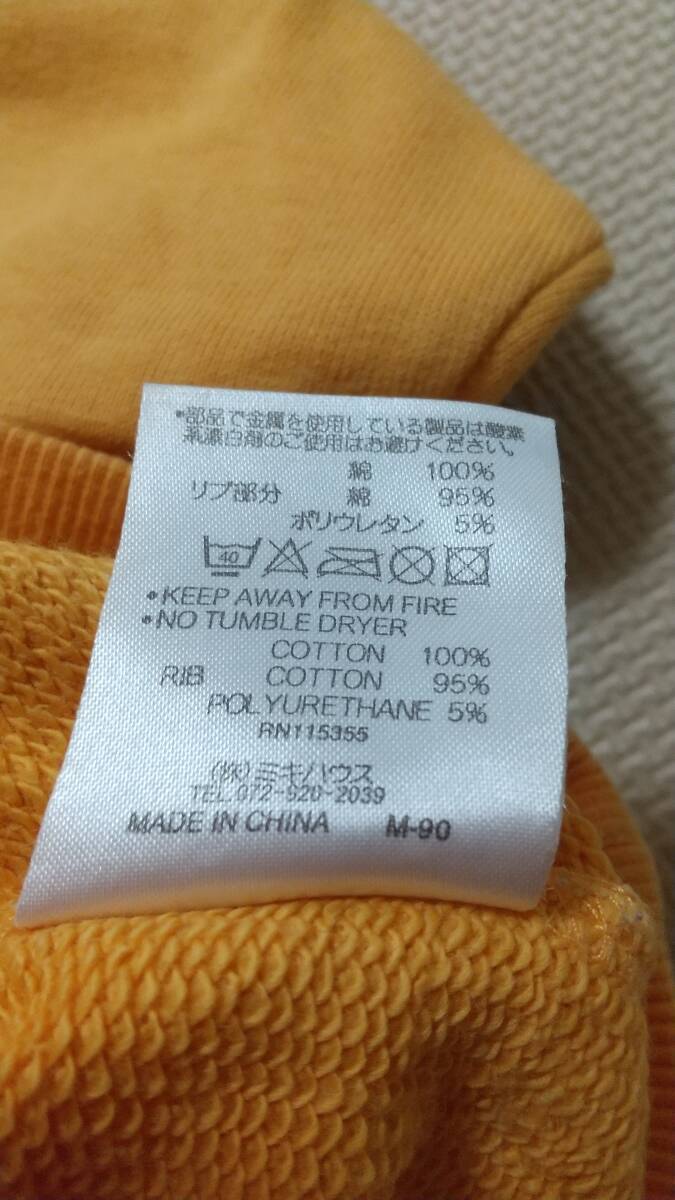 •部品で金属を使用している製品は酸素
系漂白剤のご使用はお避けください。
綿 100%
リブ部分 綿 95%
ポリウレタン 5%
40
•KEEP AWAY FROM FIRE
•NO TUMBLE DRYER
COTTON 100%
RIB COTTON 95%
POLYURETHANE 5%
RN115355
(株)ミキハウス
TEL.072-920-2039
MADE IN CHINA M-90